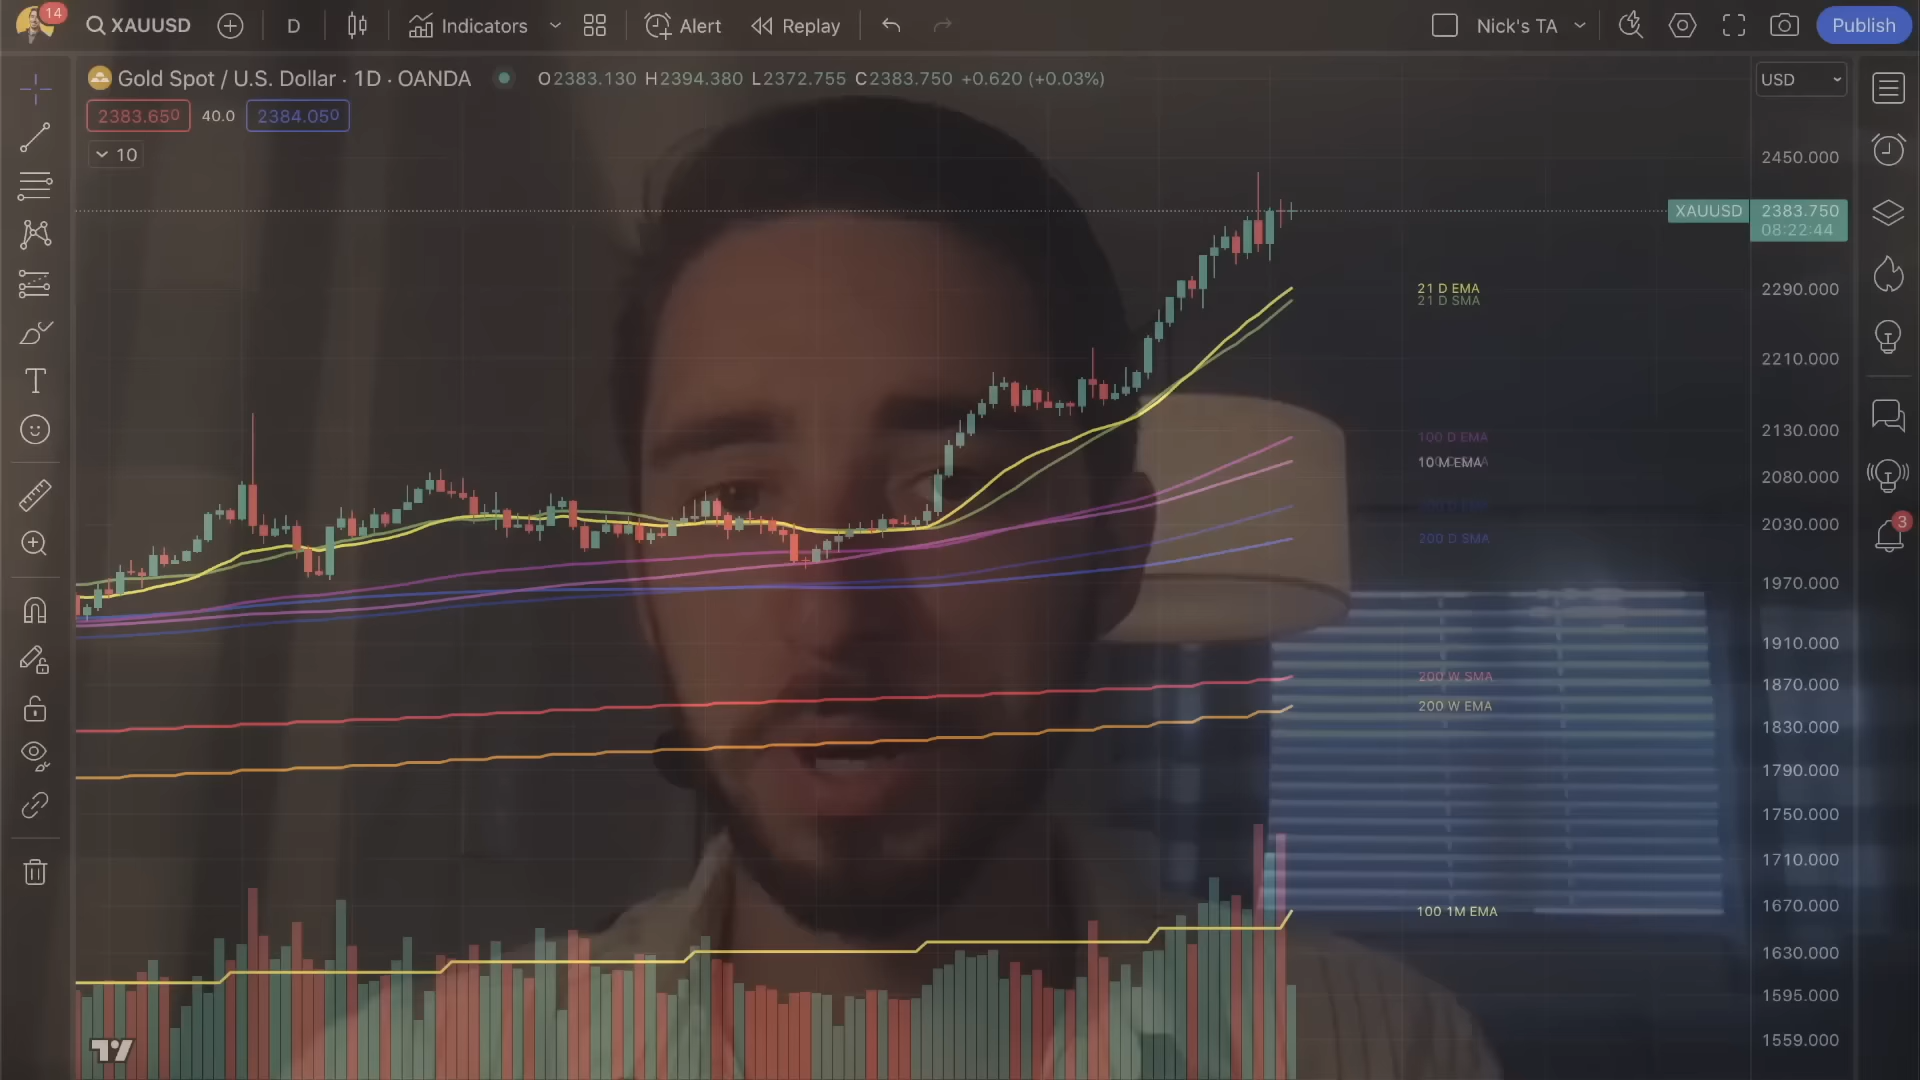 14
XAUUSD
D
Indicators
Alert
Replay
Nick's TA
Publish
Gold Spot / U.S. Dollar · 1D · OANDA
O2383.130 H2394.380 L2372.755 C2383.750 +0.620 (+0.03%)
USD
2383.650
40.0
2384.050
10
2450.000
XAUUSD
2383.750
08:22:44
21 D EMA
21 D SMA
2290.000
2210.000
2130.000
100 D EMA
10 M EMA
2080.000
2030.000
200 D SMA
1970.000
1910.000
200 W SMA
1870.000
200 W EMA
1830.000
1790.000
1750.000
1710.000
1670.000
100 1M EMA
1630.000
1595.000
1559.000
3